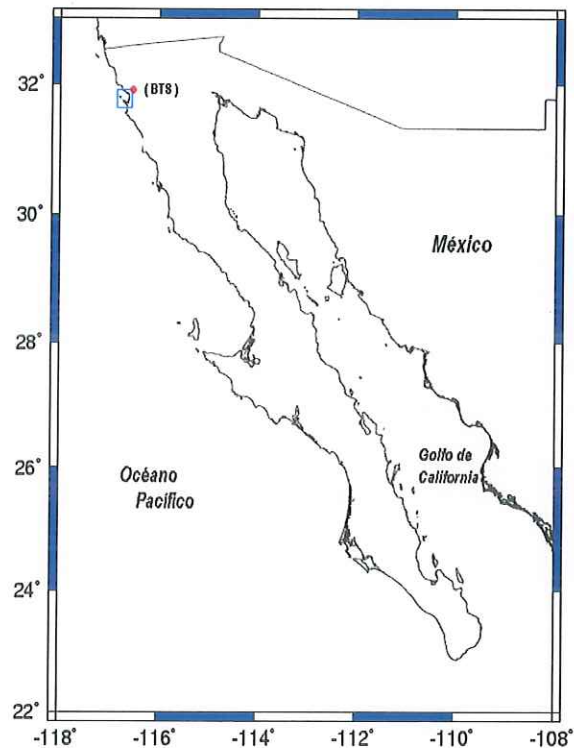 32°
(BTS)
30°
México
28°
26°
Golfo de
California
Océano
Pacífico
24°
22°
-118° -116° -114° -112° -110° -108°